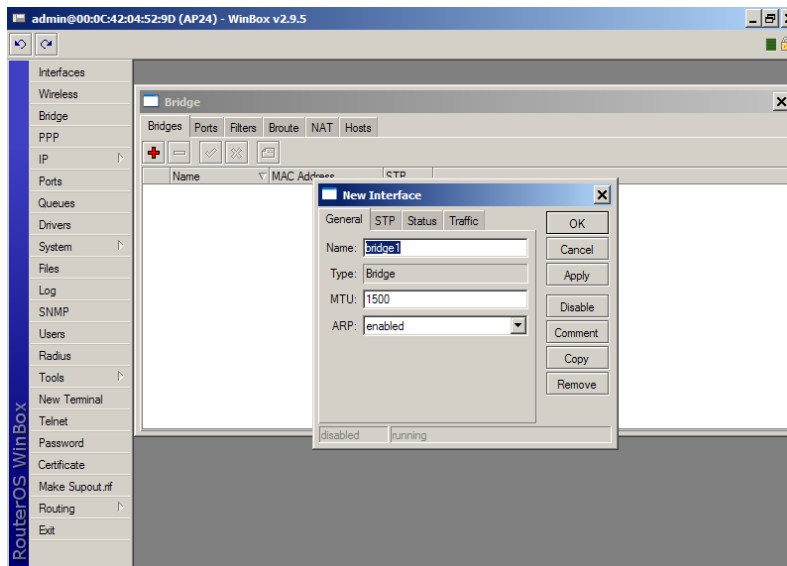 admin@00:0C:42:04:52:9D (AP24) - WinBox v2.9.5
Interfaces
Wireless
Bridge
PPP
IP
Ports
Queues
Drivers
System
Files
Log
SNMP
Users
Radius
Tools
New Terminal
Telnet
Password
Certificate
Make Supout.rif
Routing
Exit
RouterOS WinBox
Bridge
Bridges Ports Filters Broute NAT Hosts
Name MAC Address STP
New Interface
General STP Status Traffic
Name: bridge1
Type: Bridge
MTU: 1500
ARP: enabled
OK
Cancel
Apply
Disable
Comment
Copy
Remove
disabled running